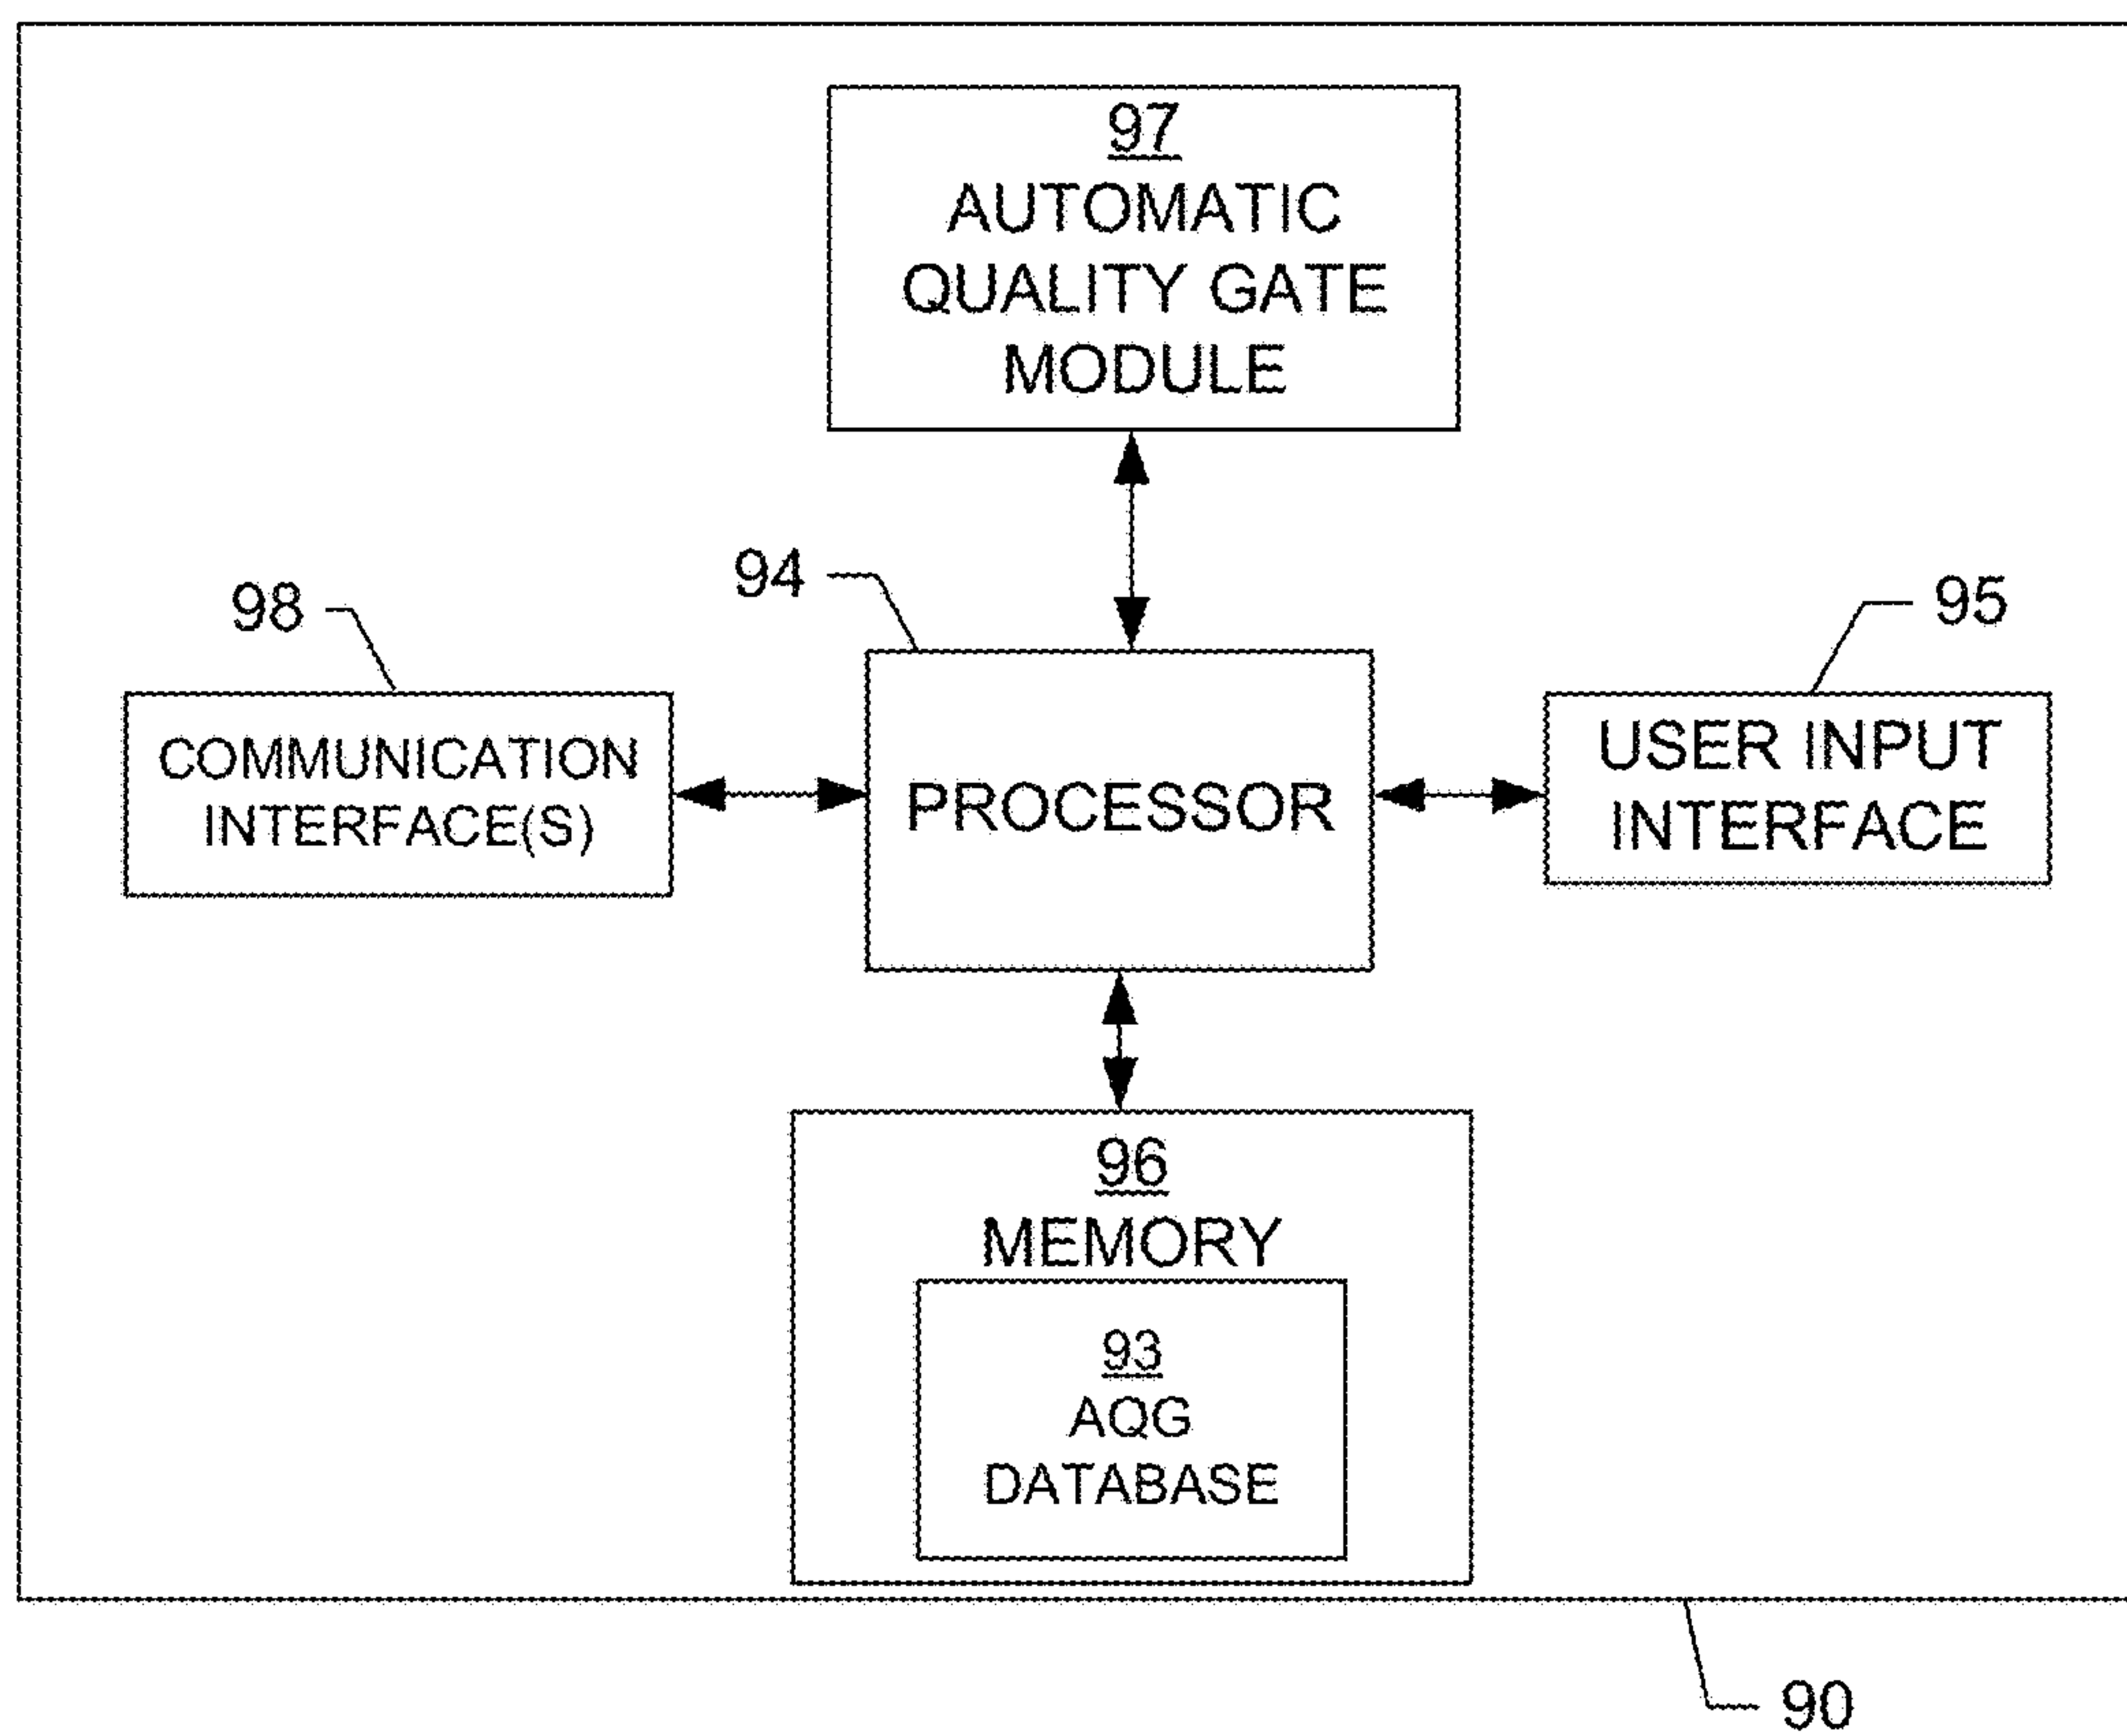 97
AUTOMATIC
QUALITY GATE
MODULE
94
98
95
COMMUNICATION
INTERFACE(S)
PROCESSOR
USER INPUT
INTERFACE
96
MEMORY
93
AQG
DATABASE
90